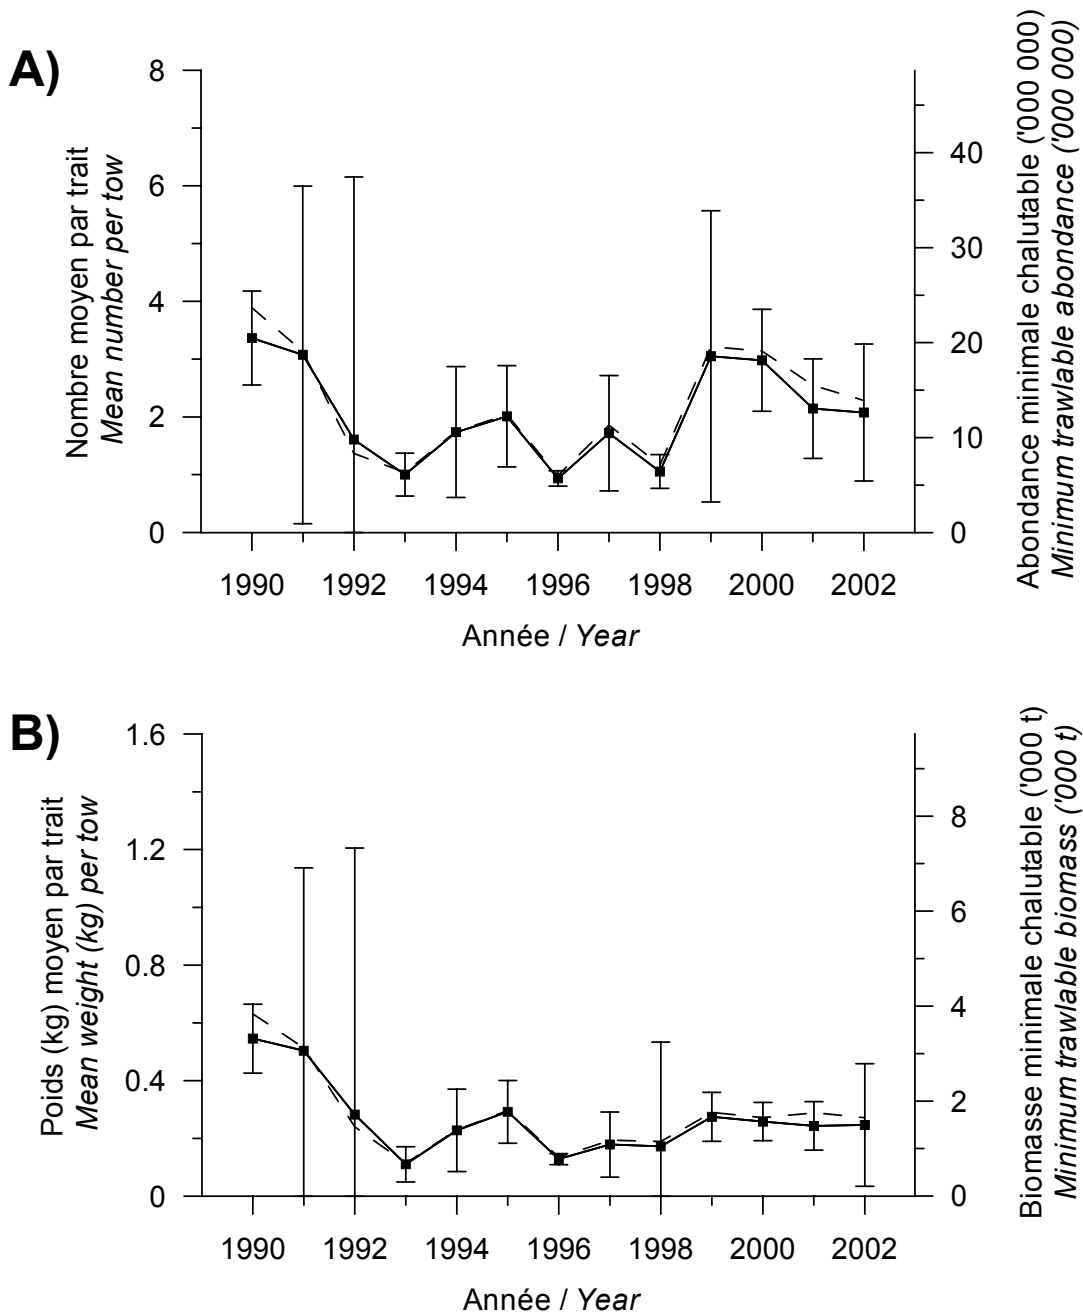 A)
Nombre moyen par trait
Mean number per tow
8
6
4
2
0
40
30
20
10
0
Abondance minimale chalutable ('000 000)
Minimum trawlable abondance ('000 000)
1990 1992 1994 1996 1998 2000 2002
Année / Year
B)
Poids (kg) moyen par trait
Mean weight (kg) per tow
1.6
1.2
0.8
0.4
0
8
6
4
2
0
Biomasse minimale chalutable ('000 t)
Minimum trawlable biomass ('000 t)
1990 1992 1994 1996 1998 2000 2002
Année / Year